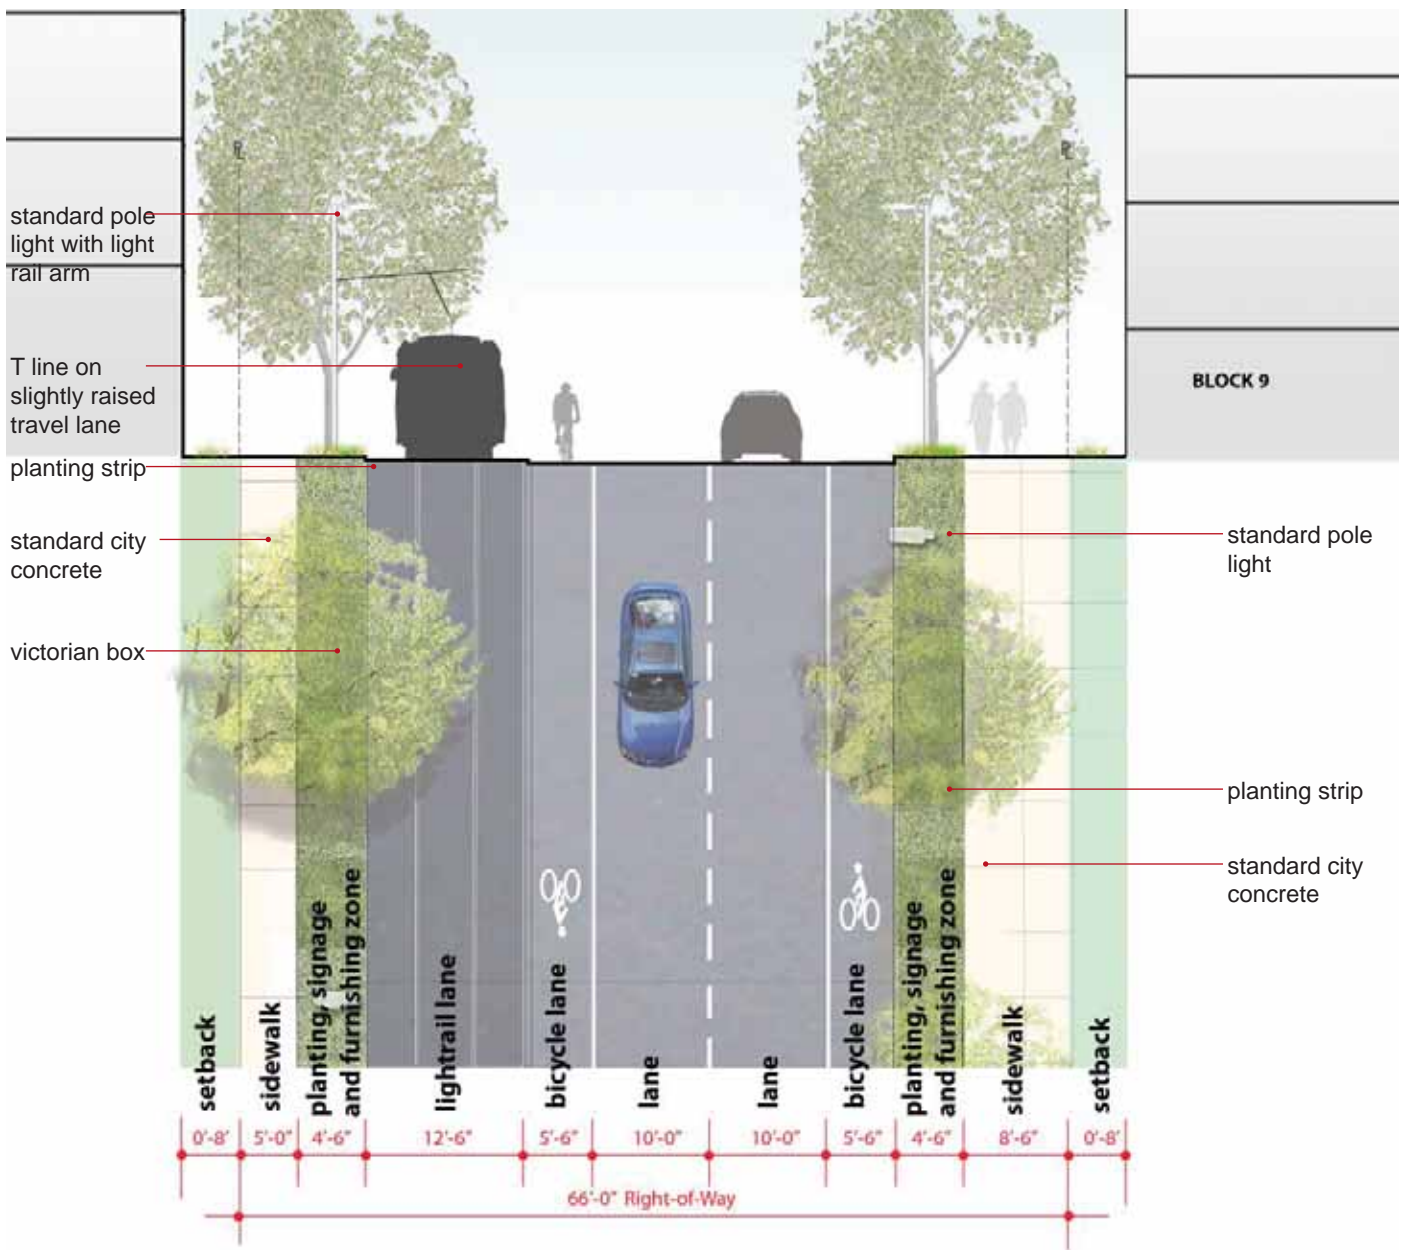 standard pole
light with light
rail arm
T line on
slightly raised
travel lane
planting strip
standard city
concrete
victorian box
PL
PL
BLOCK 9
standard pole
light
planting strip
standard city
concrete
setback
sidewalk
planting, signage
and furnishing zone
lightrail lane
bicycle lane
lane
lane
bicycle lane
planting, signage
and furnishing zone
sidewalk
setback
0'-8'
5'-0"
4'-6"
12'-6"
5'-6"
10'-0"
10'-0"
5'-6"
4'-6"
8'-6"
0'-8'
66'-0" Right-of-Way